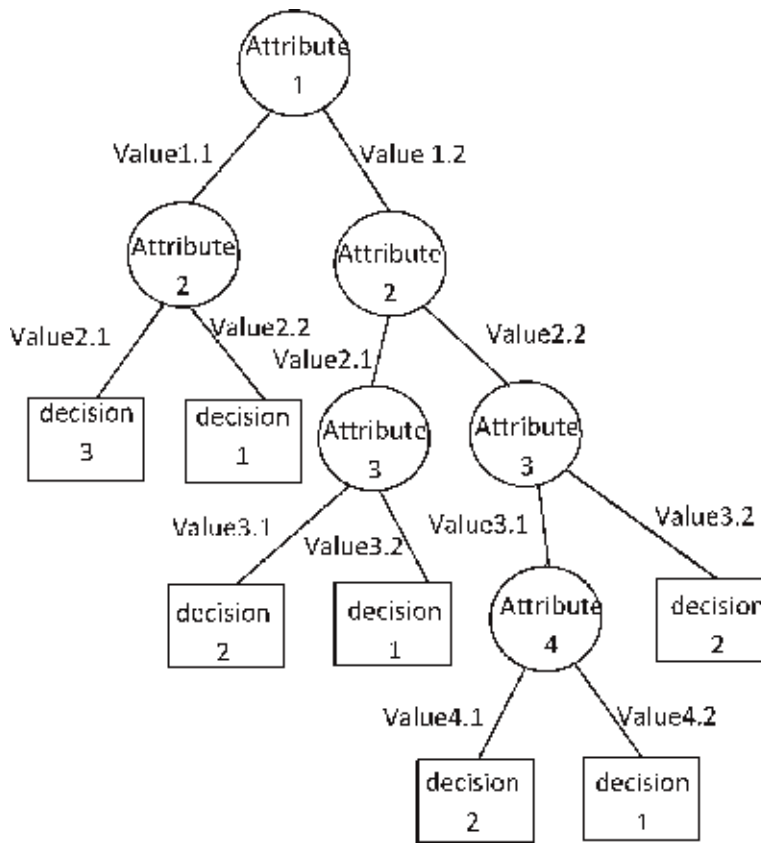 Attribute
1
Value1.1
Value 1.2
Attribute
2
Attribute
2
Value2.1
Value2.2
Value2.1
Value2.2
decision
3
decision
1
Attribute
3
Attribute
3
Value3.1
Value3.2
Value3.1
Value3.2
decision
2
decision
1
Attribute
4
decision
2
Value4.1
Value4.2
decision
2
decision
1